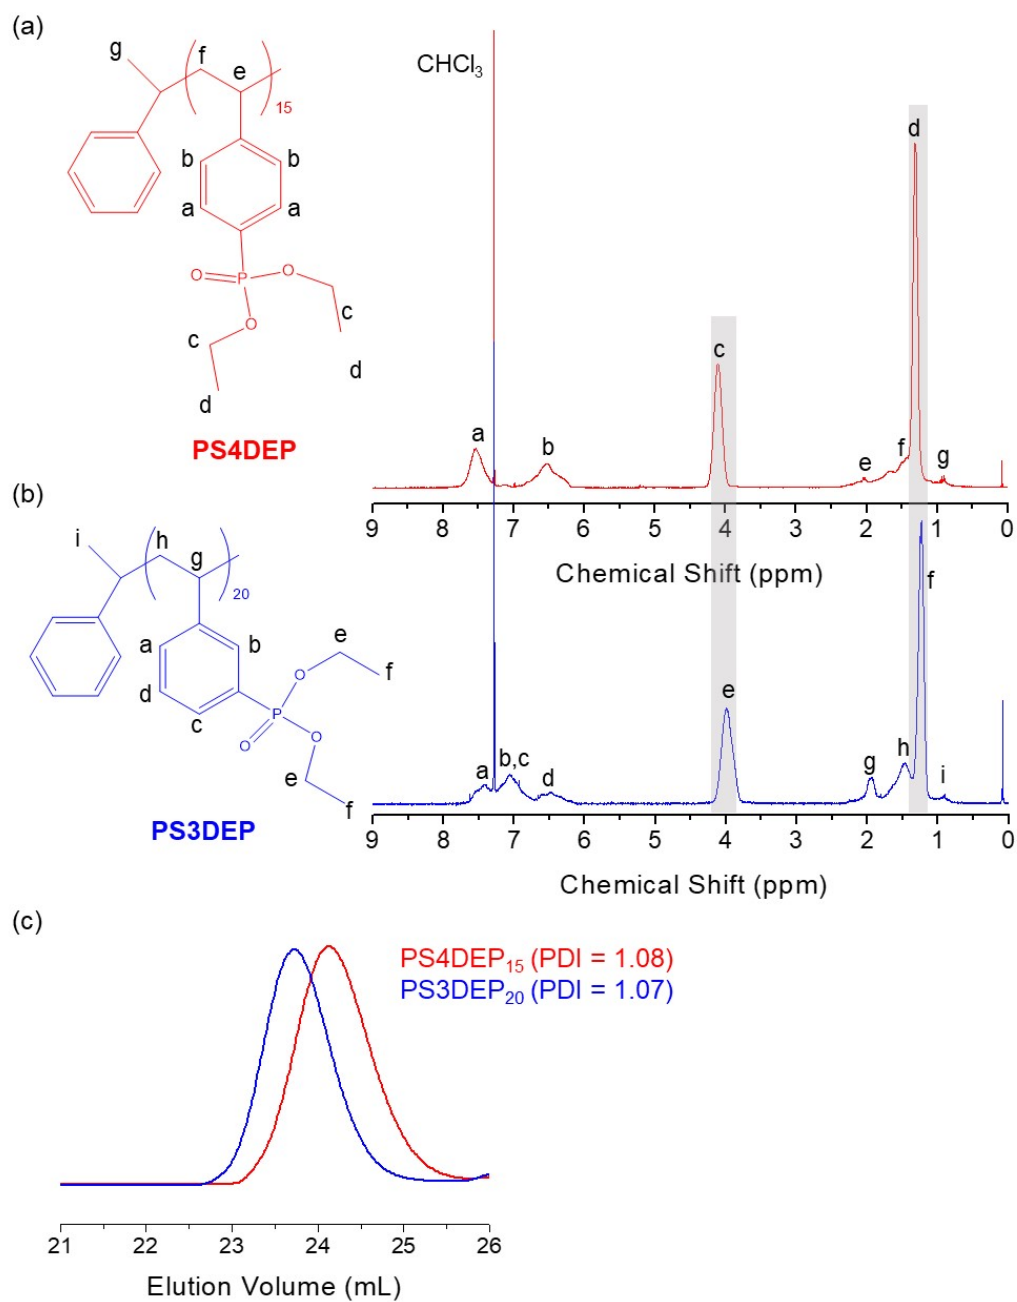 (a)
g
f
e
15
b b
a a
O P O
O
c
c
d
d
PS4DEP
CHCl3
d
c
a b e f g
9 8 7 6 5 4 3 2 1 0
Chemical Shift (ppm)
(b)
i h g
20
a b
d
c
e
O f
P
O O
e
f
PS3DEP
f
e
a b,c d g h i
9 8 7 6 5 4 3 2 1 0
Chemical Shift (ppm)
(c)
PS4DEP15 (PDI = 1.08)
PS3DEP20 (PDI = 1.07)
21 22 23 24 25 26
Elution Volume (mL)